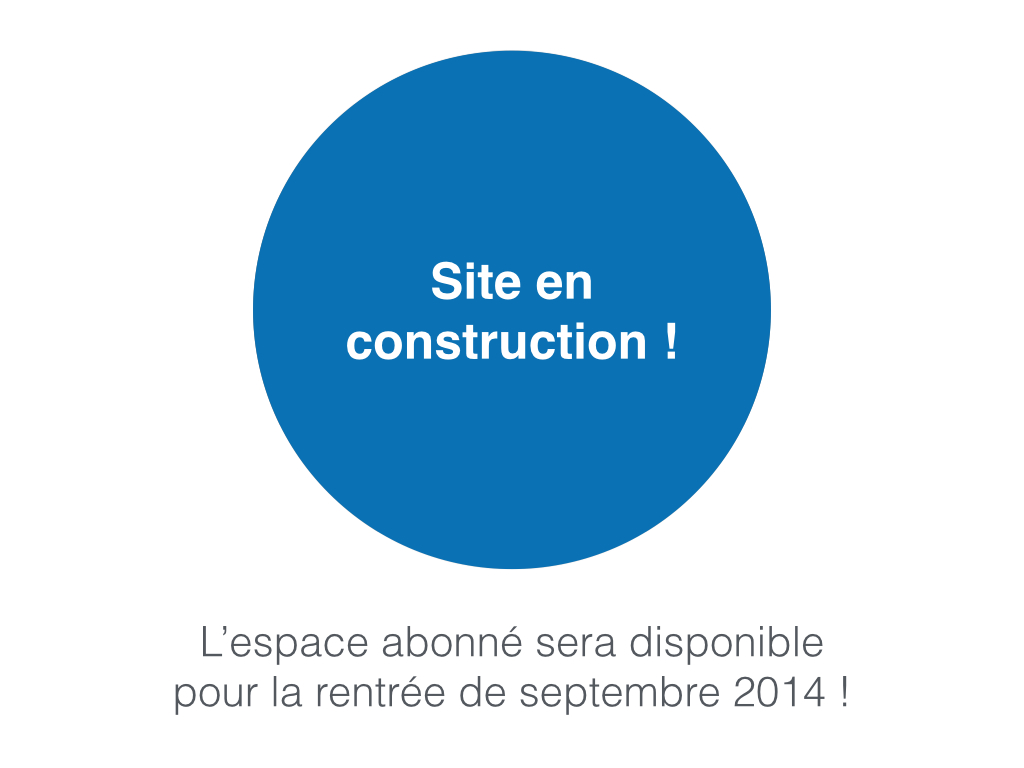 Site en
construction !
L’espace abonné sera disponible
pour la rentrée de septembre 2014 !